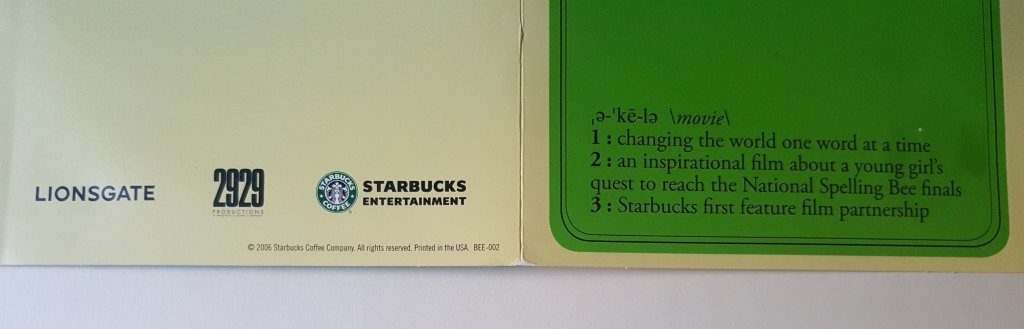 LIONSGATE
2929
PRODUCTIONS
STARBUCKS
COFFEE
®
STARBUCKS
ENTERTAINMENT
© 2006 Starbucks Coffee Company. All rights reserved. Printed in the USA. BEE-002
ˌə-ˈkē-lə \movie\
1 : changing the world one word at a time
2 : an inspirational film about a young girl's
quest to reach the National Spelling Bee finals
3 : Starbucks first feature film partnership